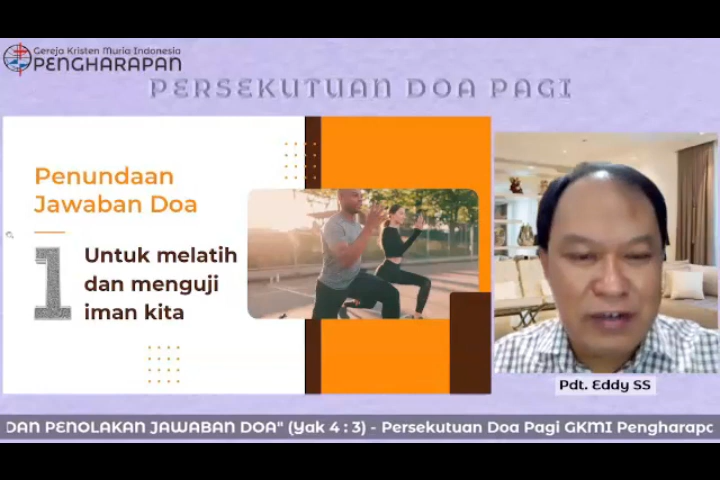 Gereja Kristen Muria Indonesia
PENGHARAPAN
PERSEKUTUAN DOA PAGI
Penundaan
Jawaban Doa
1
Untuk melatih
dan menguji
iman kita
Pdt. Eddy SS
DAN PENOLAKAN JAWABAN DOA" (Yak 4 : 3) - Persekutuan Doa Pagi GKMI Pengharapa